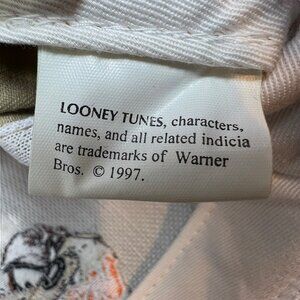 LOONEY TUNES, characters,
names, and all related indicia
are trademarks of Warner
Bros. © 1997.